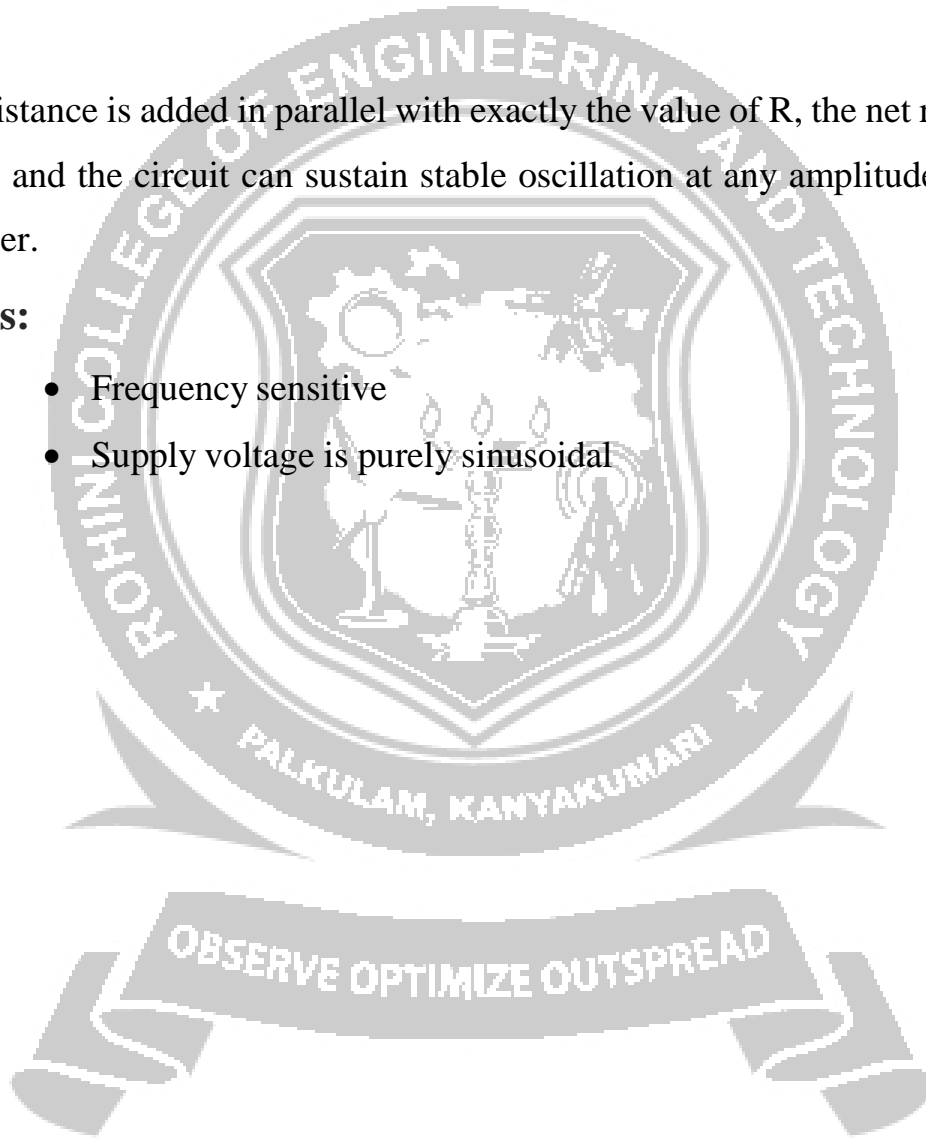 istance is added in parallel with exactly the value of R, the net r
and the circuit can sustain stable oscillation at any amplitude
er.
s:
• Frequency sensitive
• Supply voltage is purely sinusoidal
ROHINI COLLEGE OF ENGINEERING AND TECHNOLOGY
PALKULAM, KANYAKUMARI
OBSERVE OPTIMIZE OUTSPREAD